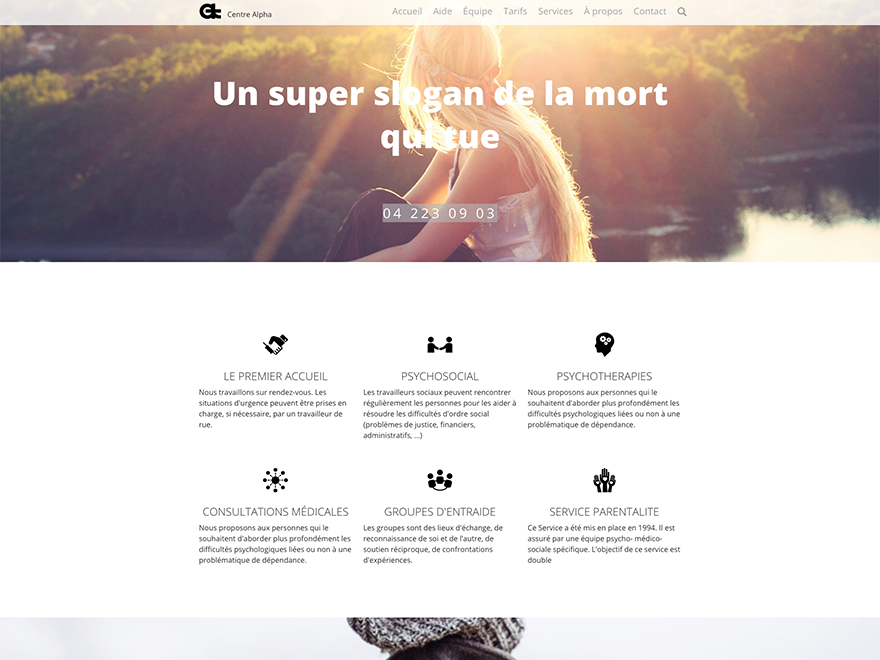 Centre Alpha
Accueil Aide Équipe Tarifs Services À propos Contact
Un super slogan de la mort
qui tue
04 223 09 03
LE PREMIER ACCUEIL
Nous travaillons sur rendez-vous. Les
situations d'urgence peuvent être prises en
charge, si nécessaire, par un travailleur de
rue.
PSYCHOSOCIAL
Les travailleurs sociaux peuvent rencontrer
régulièrement les personnes pour les aider à
résoudre les difficultés d'ordre social
(problèmes de justice, financiers,
administratifs, ...)
PSYCHOTHERAPIES
Nous proposons aux personnes qui le
souhaitent d'aborder plus profondément les
difficultés psychologiques liées ou non à une
problématique de dépendance.
CONSULTATIONS MÉDICALES
Nous proposons aux personnes qui le
souhaitent d'aborder plus profondément les
difficultés psychologiques liées ou non à une
problématique de dépendance.
GROUPES D'ENTRAIDE
Les groupes sont des lieux d'échange, de
reconnaissance de soi et de l'autre, de
soutien réciproque, de confrontations
d'expériences.
SERVICE PARENTALITE
Ce Service a été mis en place en 1994. Il est
assuré par une équipe psycho- médico-
sociale spécifique. L'objectif de ce service est
double